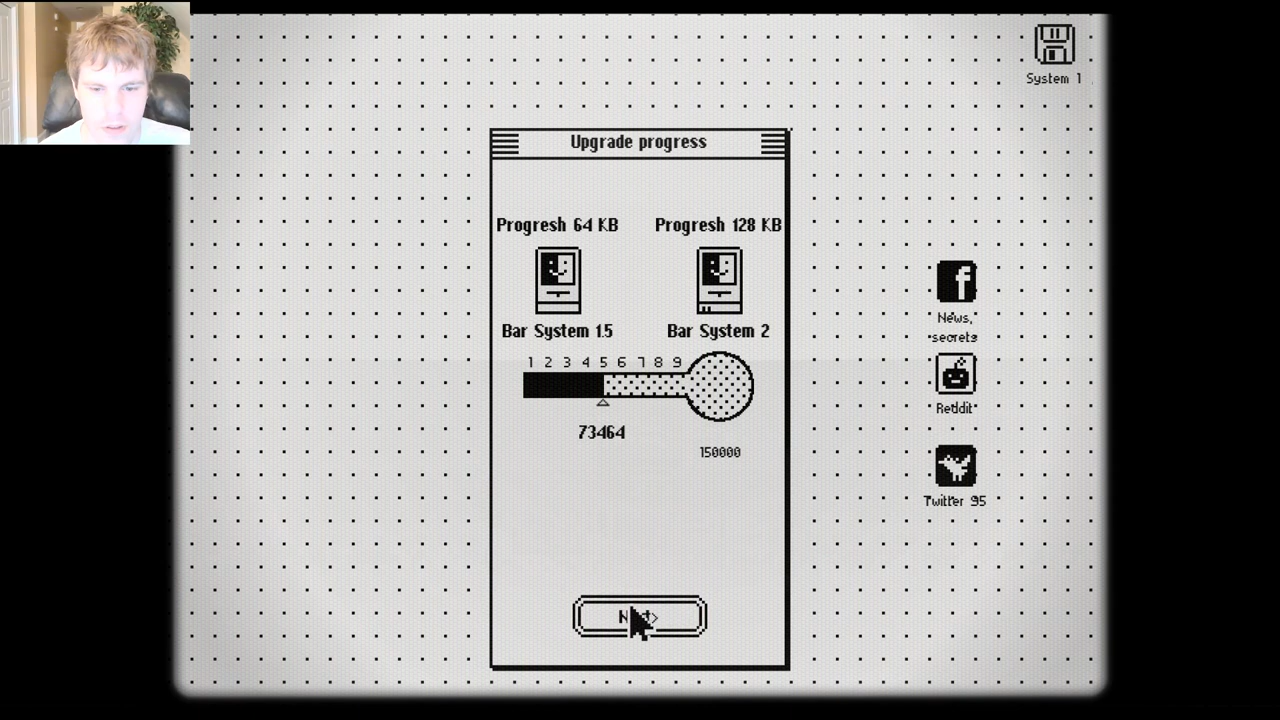 System 1
Upgrade progress
Progresh 64 KB
Progresh 128 KB
Bar System 1.5
Bar System 2
1 2 3 4 5 6 7 8 9
73464
150000
News,
secrets
Reddit
Twitter 95